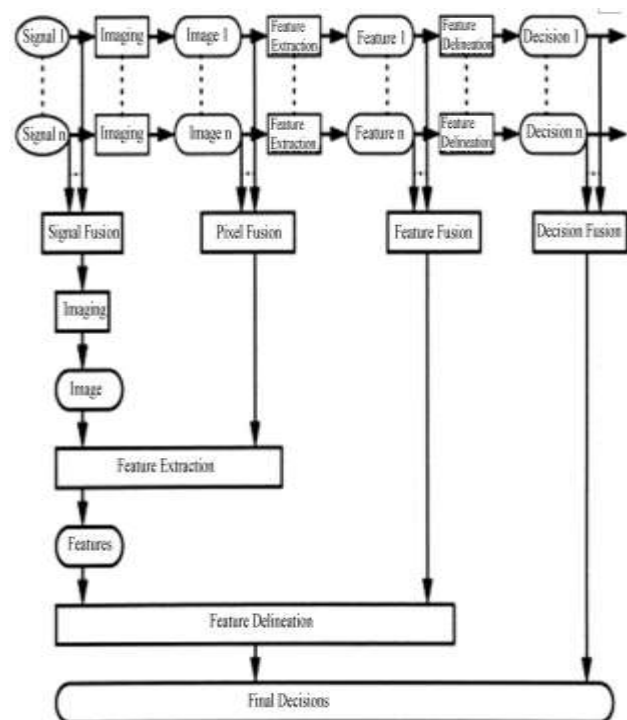 Signal 1
Imaging
Image 1
Feature
Extraction
Feature 1
Feature
Delineation
Decision 1
Signal n
Imaging
Image n
Feature
Extraction
Feature n
Feature
Delineation
Decision n
Signal Fusion
Pixel Fusion
Feature Fusion
Decision Fusion
Imaging
Image
Feature Extraction
Features
Feature Delineation
Final Decisions